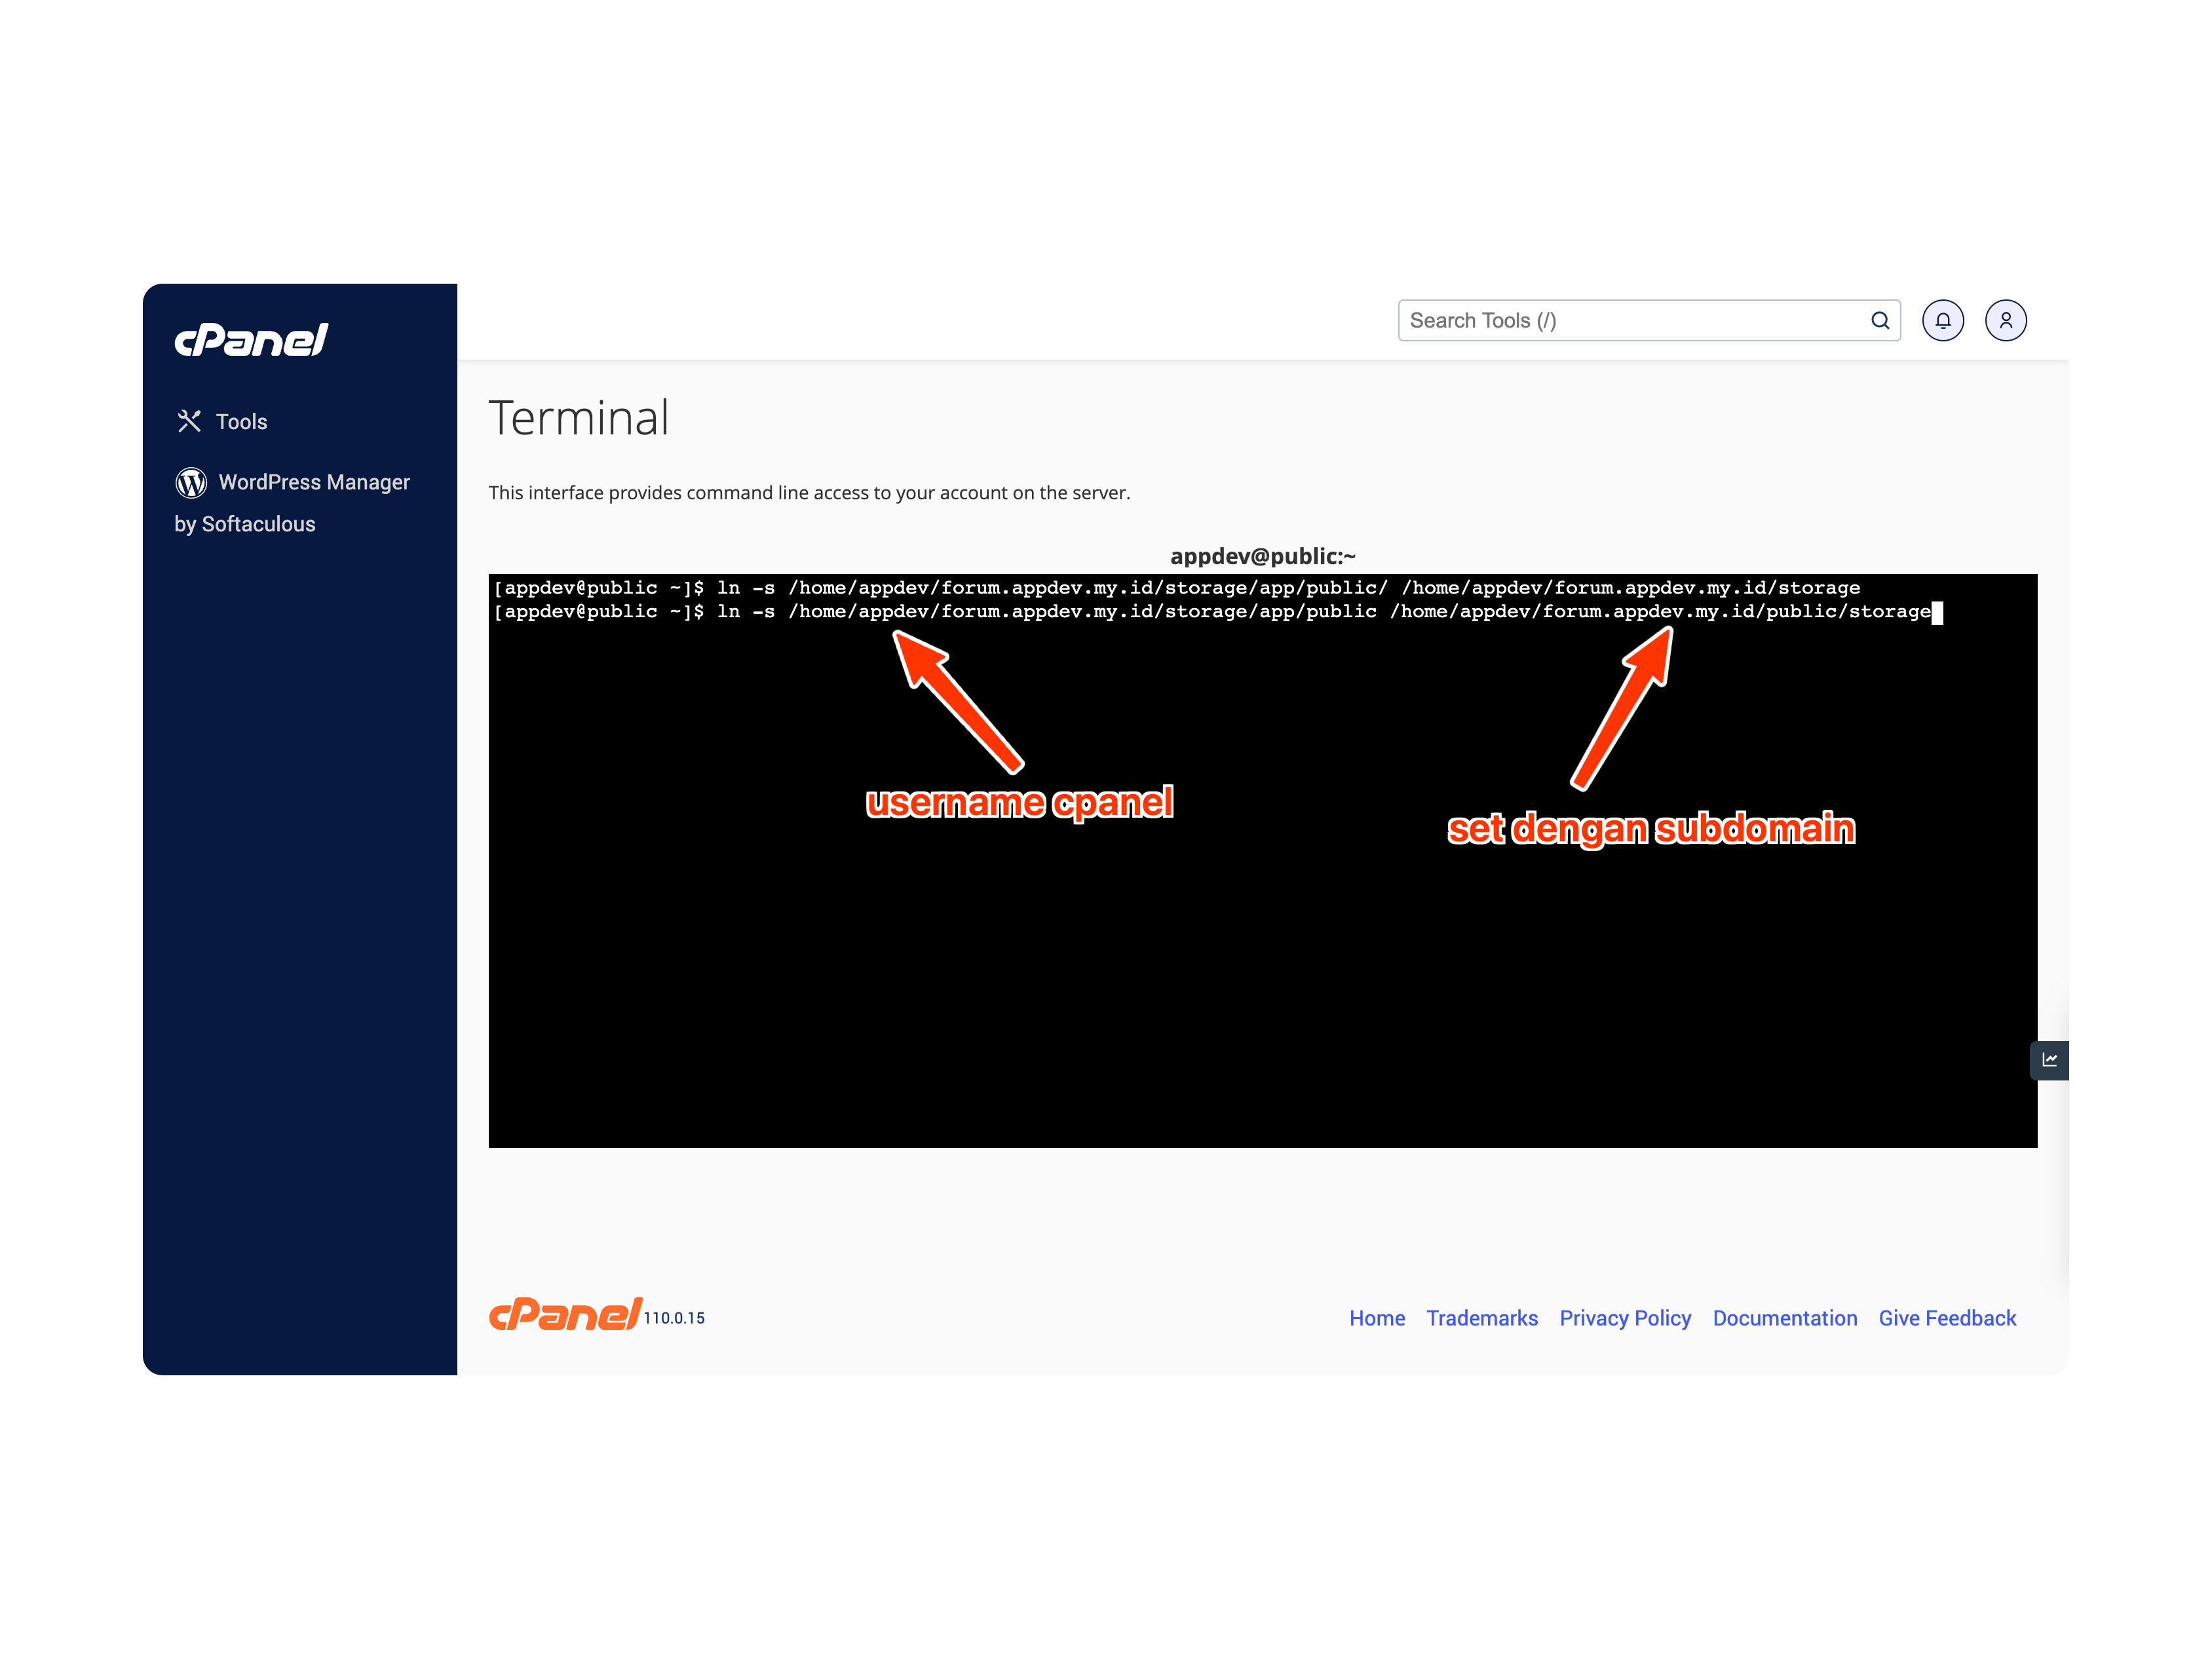 cPanel
Search Tools (/)
Tools
WordPress Manager
by Softaculous
Terminal
This interface provides command line access to your account on the server.
appdev@public:~
[appdev@public ~]$ ln -s /home/appdev/forum.appdev.my.id/storage/app/public/ /home/appdev/forum.appdev.my.id/storage
[appdev@public ~]$ ln -s /home/appdev/forum.appdev.my.id/storage/app/public /home/appdev/forum.appdev.my.id/public/storage
username cpanel
set dengan subdomain
cPanel 110.0.15
Home Trademarks Privacy Policy Documentation Give Feedback